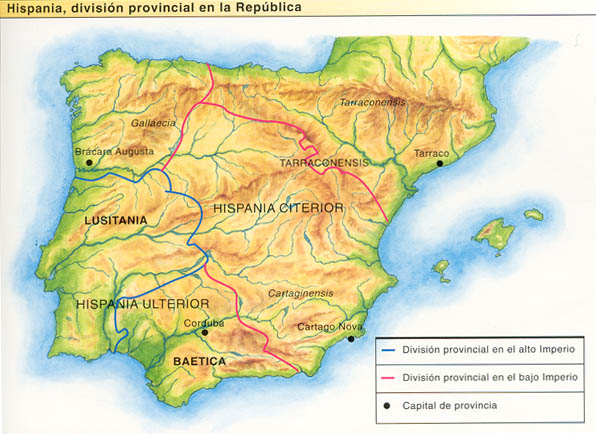 Hispania, división provincial en la República
Tarraconensis
Gallaecia
Brácara Augusta
TARRACONENSIS
Tarraco
LUSITANIA
HISPANIA CITERIOR
Cartaginensis
HISPANIA ULTERIOR
Corduba
Cartago Nova
BAETICA
División provincial en el alto Imperio
División provincial en el bajo Imperio
Capital de provincia